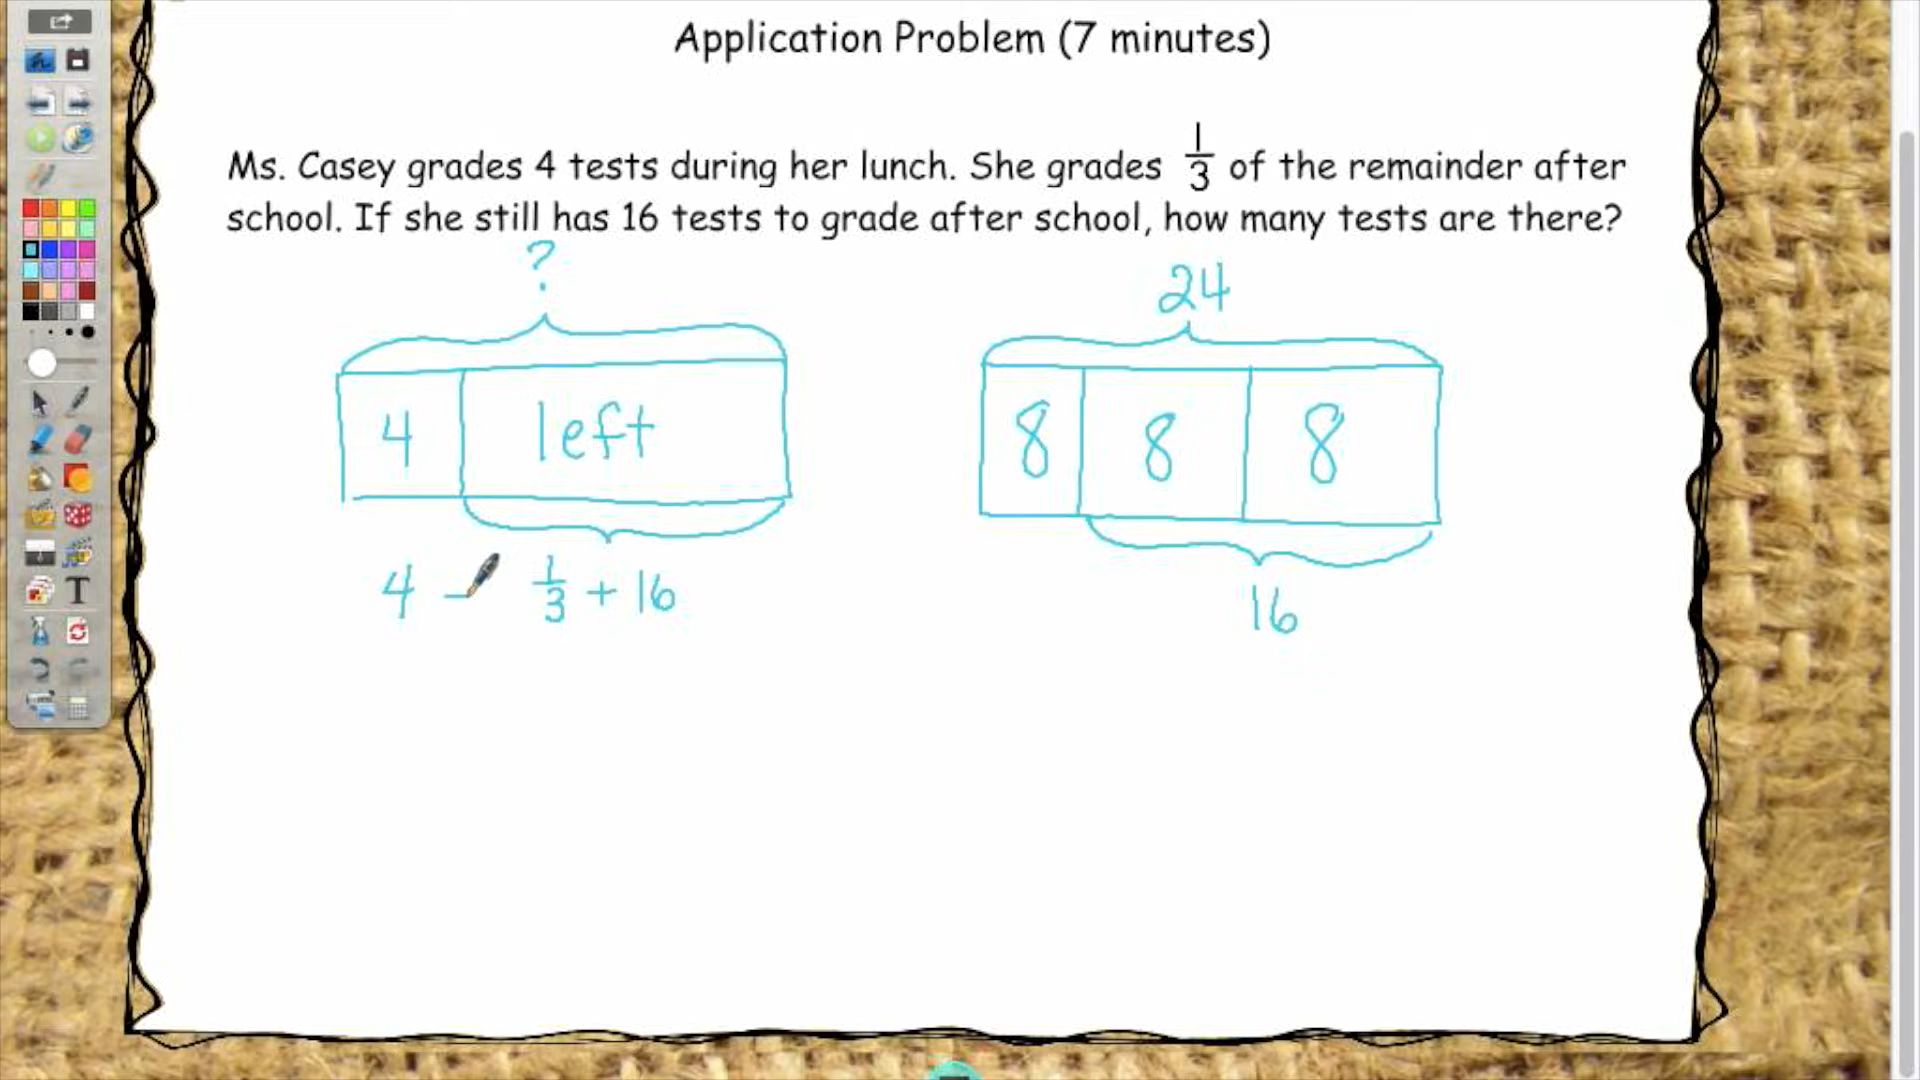 Application Problem (7 minutes)
Ms. Casey grades 4 tests during her lunch. She grades 1/3 of the remainder after
school. If she still has 16 tests to grade after school, how many tests are there?
?
24
4 left
8 8 8
4 - 1/3 + 16
16
T